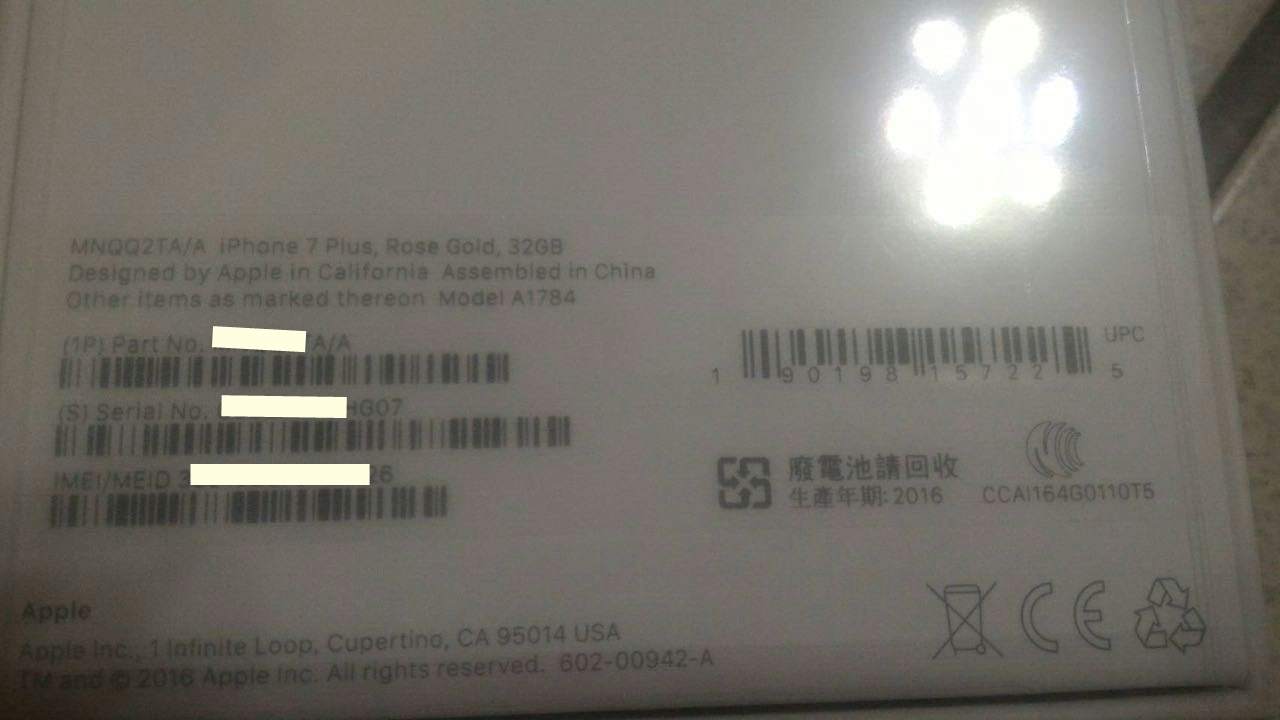 MNQQ2TA/A iPhone 7 Plus, Rose Gold, 32GB
Designed by Apple in California Assembled in China
Other items as marked thereon Model A1784
(1P) Part No. TA/A
(S) Serial No. HG07
IMEI/MEID 3 26
UPC
1 90198 15722 5
廢電池請回收
生產年期: 2016
CCAI164G0110T5
CE
Apple
Apple Inc., 1 Infinite Loop, Cupertino, CA 95014 USA
TM and © 2016 Apple Inc. All rights reserved. 602-00942-A